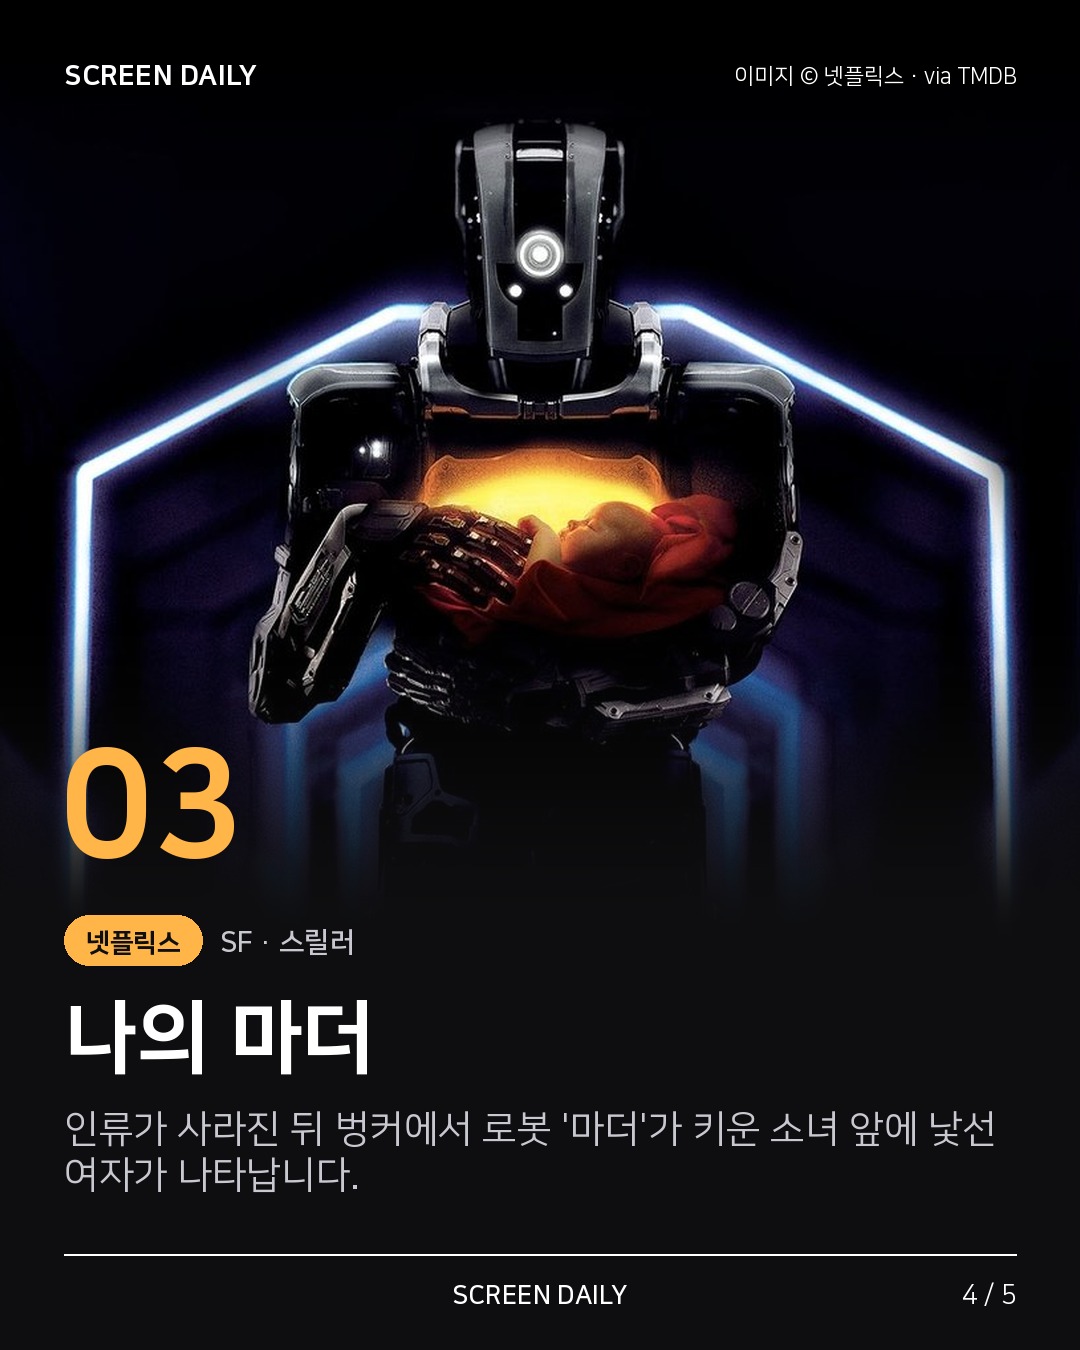 SCREEN DAILY
이미지 © 넷플릭스 · via TMDB
03
넷플릭스 SF · 스릴러
나의 마더
인류가 사라진 뒤 벙커에서 로봇 '마더'가 키운 소녀 앞에 낯선
여자가 나타납니다.
SCREEN DAILY
4 / 5